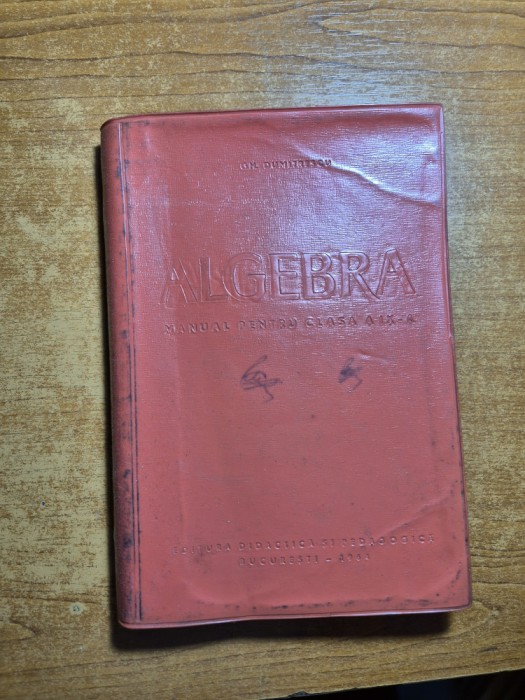 GH. DUMITRESCU
ALGEBRA
MANUAL PENTRU CLASA A IX-A
EDITURA DIDACTICA SI PEDAGOGICA
BUCURESTI –